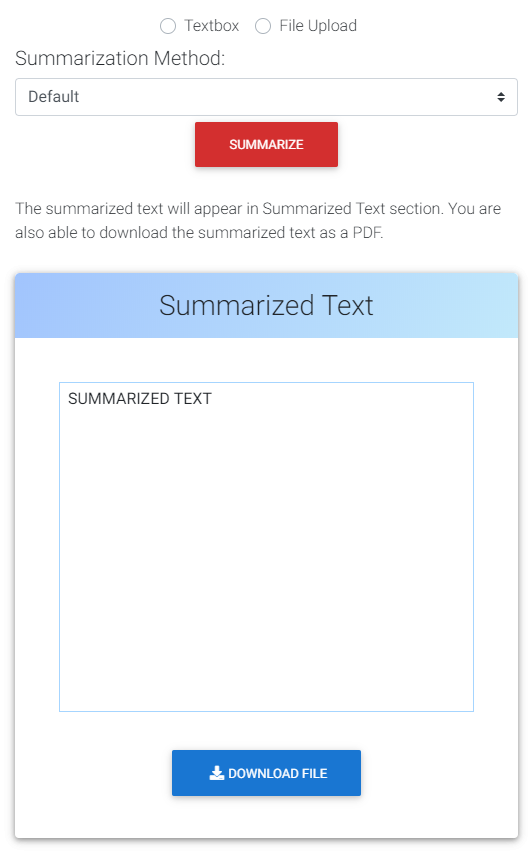 Textbox File Upload
Summarization Method:
Default
SUMMARIZE
The summarized text will appear in Summarized Text section. You are
also able to download the summarized text as a PDF.
Summarized Text
SUMMARIZED TEXT
DOWNLOAD FILE